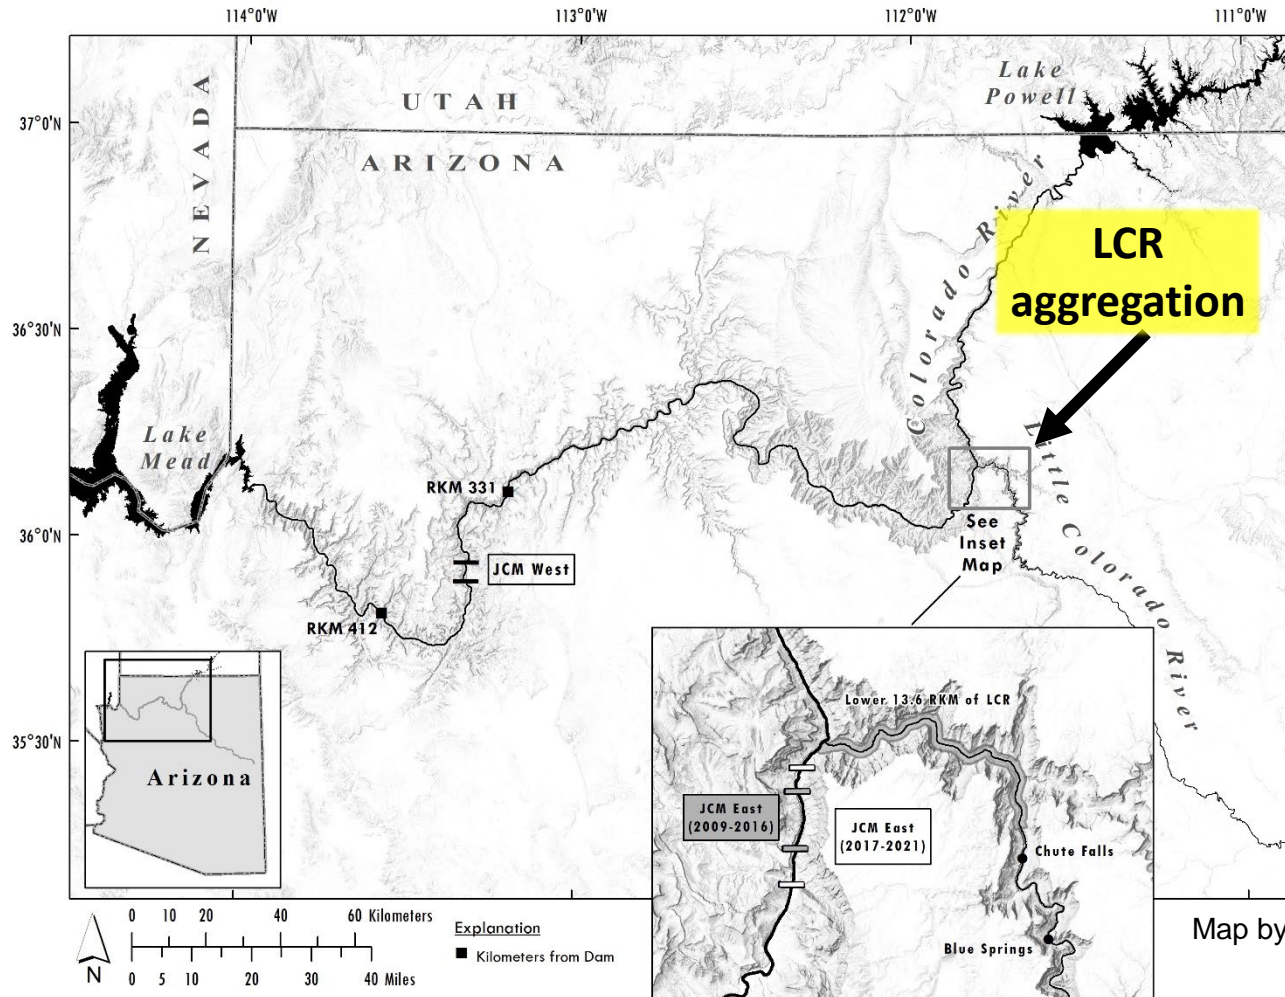 114°0'W
113°0'W
112°0'W
111°0'W
Lake
Powell
UTAH
37°0'N
ARIZONA
NEVADA
Colorado River
LCR
aggregation
36°30'N
Lake
Mead
RKM 331
Little Colorado River
36°0'N
See
Inset
Map
JCM West
RKM 412
Lower 13.6 RKM of LCR
35°30'N
Arizona
JCM East
(2009-2016)
JCM East
(2017-2021)
Chute Falls
Blue Springs
0 10 20 40 60 Kilometers
0 5 10 20 30 40 Miles
N
Explanation
Kilometers from Dam
Map by